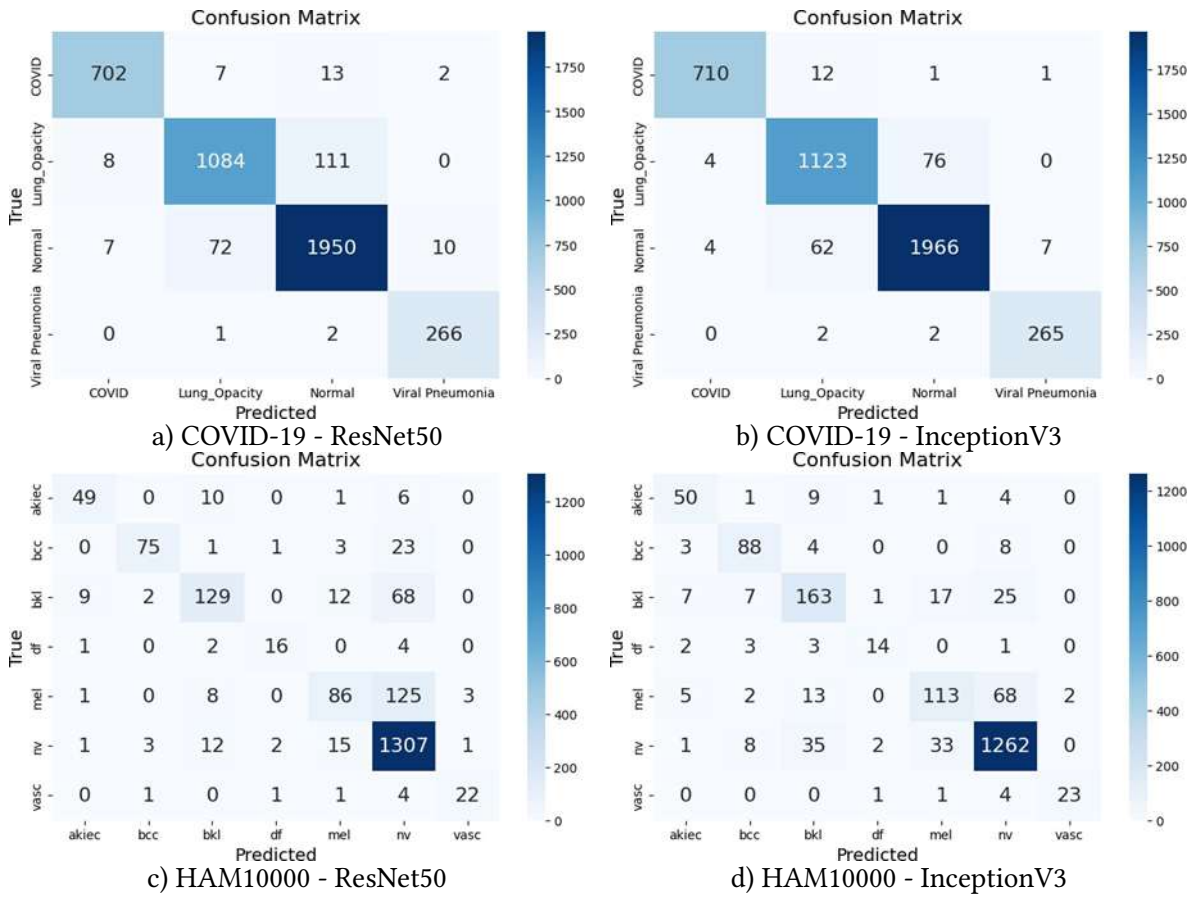 Confusion Matrix
COVID 702 7 13 2
Lung_Opacity 8 1084 111 0
Normal 7 72 1950 10
Viral Pneumonia 0 1 2 266
True
COVID Lung_Opacity Normal Viral Pneumonia
Predicted
1750
1500
1250
1000
750
500
250
0
a) COVID-19 - ResNet50
Confusion Matrix
COVID 710 12 1 1
Lung_Opacity 4 1123 76 0
Normal 4 62 1966 7
Viral Pneumonia 0 2 2 265
True
COVID Lung_Opacity Normal Viral Pneumonia
Predicted
1750
1500
1250
1000
750
500
250
0
b) COVID-19 - InceptionV3
Confusion Matrix
akiec 49 0 10 0 1 6 0
bcc 0 75 1 1 3 23 0
bkl 9 2 129 0 12 68 0
df 1 0 2 16 0 4 0
mel 1 0 8 0 86 125 3
nv 1 3 12 2 15 1307 1
vasc 0 1 0 1 1 4 22
True
akiec bcc bkl df mel nv vasc
Predicted
1200
1000
800
600
400
200
0
c) HAM10000 - ResNet50
Confusion Matrix
akiec 50 1 9 1 1 4 0
bcc 3 88 4 0 0 8 0
bkl 7 7 163 1 17 25 0
df 2 3 3 14 0 1 0
mel 5 2 13 0 113 68 2
nv 1 8 35 2 33 1262 0
vasc 0 0 0 1 1 4 23
True
akiec bcc bkl df mel nv vasc
Predicted
1200
1000
800
600
400
200
0
d) HAM10000 - InceptionV3